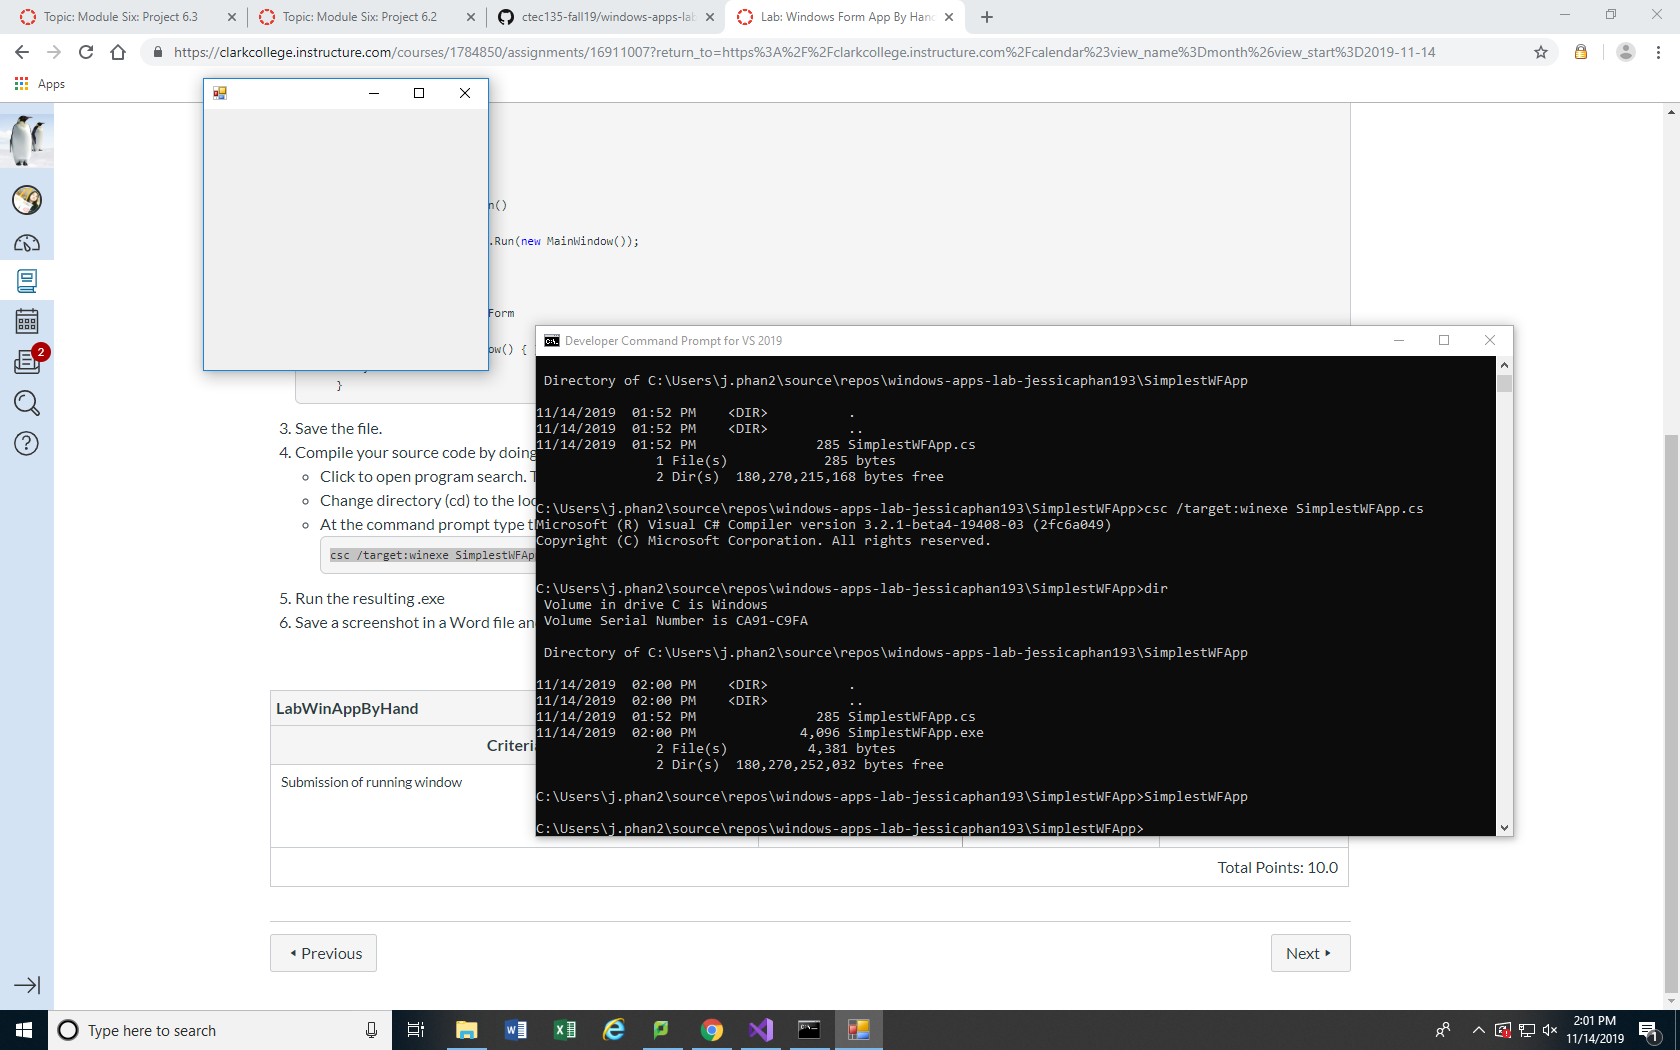 Topic: Module Six: Project 6.3
Topic: Module Six: Project 6.2
ctec135-fall19/windows-apps-lab
Lab: Windows Form App By Han
https://clarkcollege.instructure.com/courses/1784850/assignments/16911007?return_to=https%3A%2F%2Fclarkcollege.instructure.com%2Fcalendar%23view_name%3Dmonth%26view_start%3D2019-11-14
Apps
n()
.Run(new MainWindow());
Form
ow() {
}
2
3. Save the file.
4. Compile your source code by doing
Click to open program search. T
Change directory (cd) to the loc
At the command prompt type t
csc /target:winexe SimplestWFAp
5. Run the resulting .exe
6. Save a screenshot in a Word file an
LabWinAppByHand
Criteri
Submission of running window
Total Points: 10.0
Previous
Next
Developer Command Prompt for VS 2019
Directory of C:\Users\j.phan2\source\repos\windows-apps-lab-jessicaphan193\SimplestWFApp
11/14/2019 01:52 PM <DIR> .
11/14/2019 01:52 PM <DIR> ..
11/14/2019 01:52 PM 285 SimplestWFApp.cs
1 File(s) 285 bytes
2 Dir(s) 180,270,215,168 bytes free
C:\Users\j.phan2\source\repos\windows-apps-lab-jessicaphan193\SimplestWFApp>csc /target:winexe SimplestWFApp.cs
Microsoft (R) Visual C# Compiler version 3.2.1-beta4-19408-03 (2fc6a049)
Copyright (C) Microsoft Corporation. All rights reserved.
C:\Users\j.phan2\source\repos\windows-apps-lab-jessicaphan193\SimplestWFApp>dir
Volume in drive C is Windows
Volume Serial Number is CA91-C9FA
Directory of C:\Users\j.phan2\source\repos\windows-apps-lab-jessicaphan193\SimplestWFApp
11/14/2019 02:00 PM <DIR> .
11/14/2019 02:00 PM <DIR> ..
11/14/2019 01:52 PM 285 SimplestWFApp.cs
11/14/2019 02:00 PM 4,096 SimplestWFApp.exe
2 File(s) 4,381 bytes
2 Dir(s) 180,270,252,032 bytes free
C:\Users\j.phan2\source\repos\windows-apps-lab-jessicaphan193\SimplestWFApp>SimplestWFApp
C:\Users\j.phan2\source\repos\windows-apps-lab-jessicaphan193\SimplestWFApp>
Type here to search
2:01 PM
11/14/2019
1